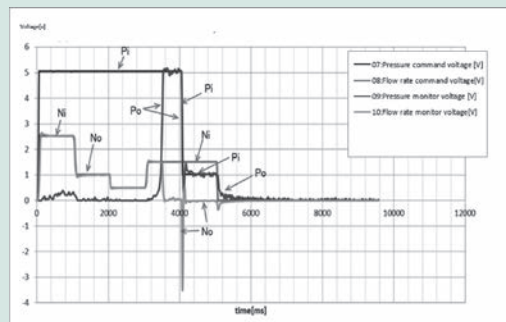 Voltage[v]
6
5
4
3
2
1
0
-1
-2
-3
-4
0
2000
4000
6000
8000
10000
12000
time[ms]
Pi
Po
Pi
Ni
No
Ni
Pi
Po
No
07:Pressure command voltage [V]
08:Flow rate command voltage[V]
09:Pressure monitor voltage [V]
10:Flow rate monitor voltage[V]